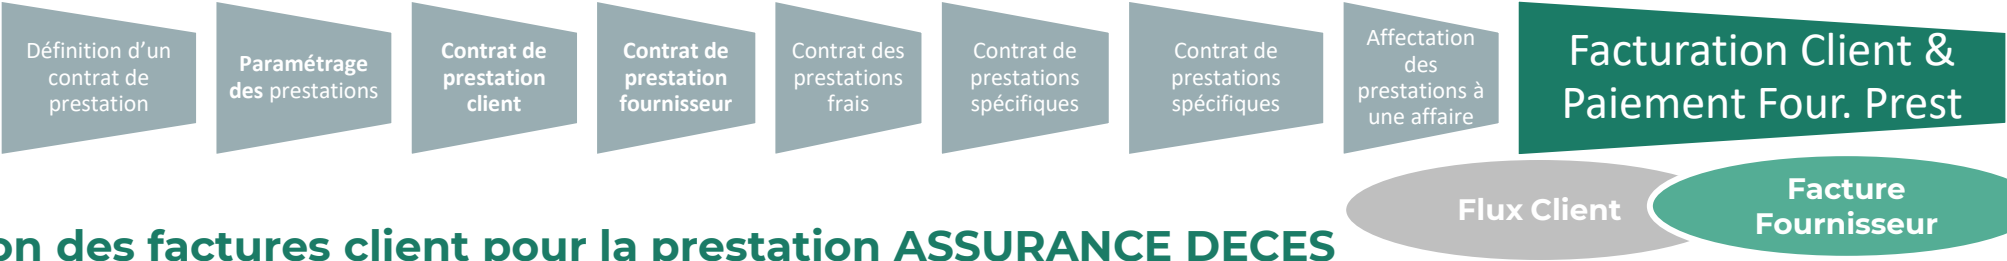 Définition d’un
contrat de
prestation
Paramétrage
des prestations
Contrat de
prestation
client
Contrat de
prestation
fournisseur
Contrat des
prestations
frais
Contrat de
prestations
spécifiques
Contrat de
prestations
spécifiques
Affectation
des
prestations à
une affaire
Facturation Client &
Paiement Four. Prest
Flux Client
Facture
Fournisseur
on des factures client pour la prestation ASSURANCE DECES